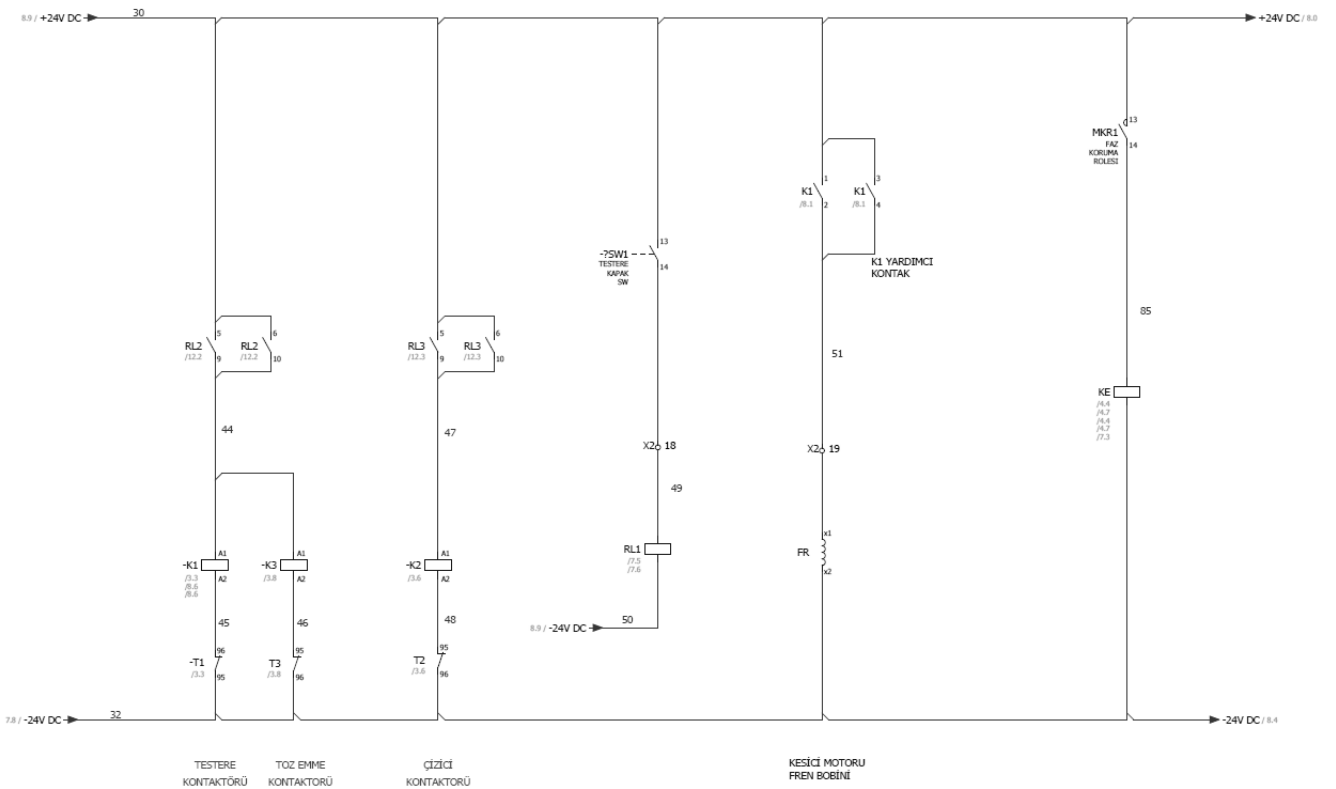 8.9 / +24V DC
30
+24V DC / 8.0
13
MKR1
14
FAZ
KORUMA
ROLESI
1
3
K1
K1
/8.1
2
/8.1
4
13
-?SW1
14
TESTERE
KAPAK
SW
K1 YARDIMCI
KONTAK
85
5
6
5
6
RL2
RL2
RL3
RL3
/12.2
9
/12.2
10
/12.3
9
/12.3
10
51
KE
/4.4
/4.7
/4.4
/4.7
/7.3
44
47
X2
18
X2
19
49
x1
RL1
FR
/7.5
/7.6
x2
A1
A1
A1
-K1
-K3
-K2
/3.3
A2
/3.8
A2
/3.6
A2
/8.6
/8.6
45
46
48
50
8.9 / -24V DC
96
95
95
-T1
T3
T2
/3.3
95
/3.8
96
/3.6
96
7.8 / -24V DC
32
-24V DC / 8.4
TESTERE
KONTAKTÖRÜ
TOZ EMME
KONTAKTORÜ
ÇİZİCİ
KONTAKTORÜ
KESİCİ MOTORU
FREN BOBİNİ